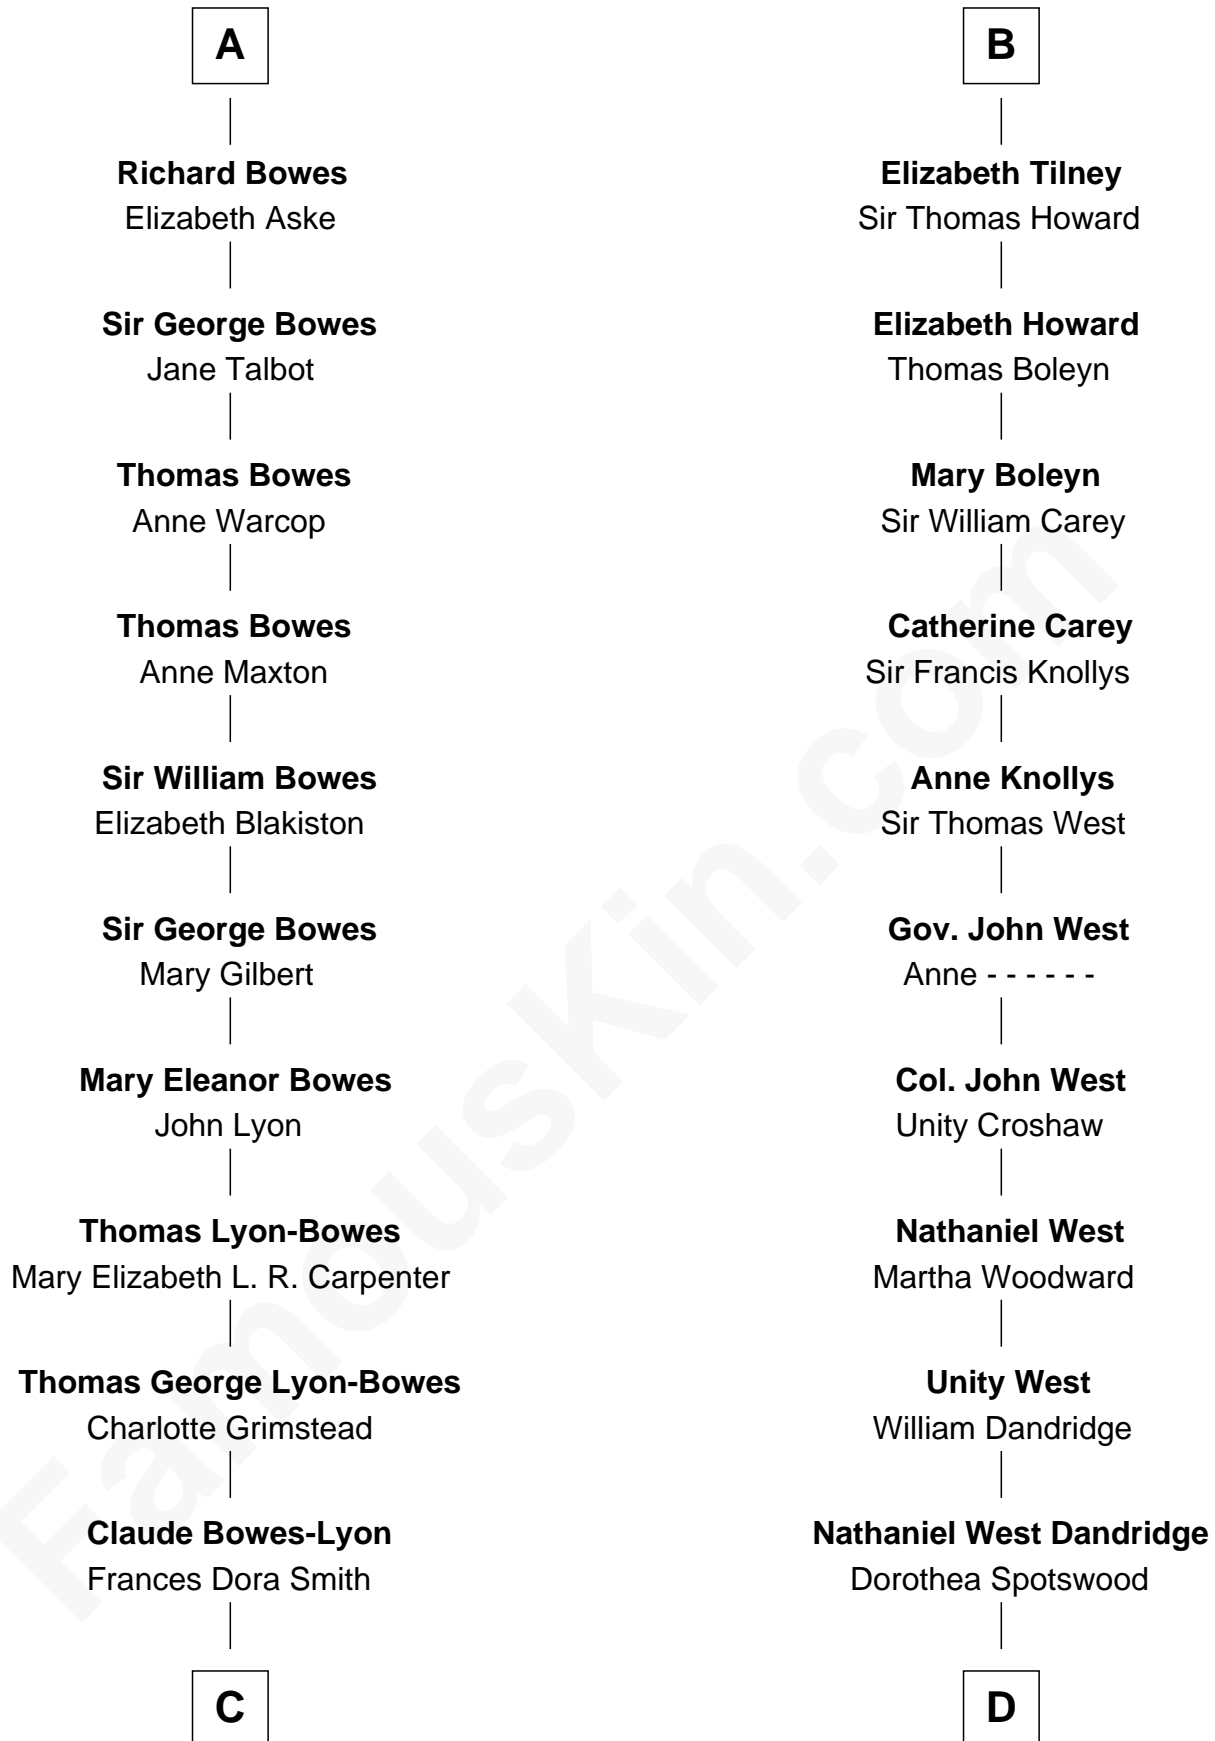 A
Richard Bowes
Elizabeth Aske
Sir George Bowes
Jane Talbot
Thomas Bowes
Anne Warcop
Thomas Bowes
Anne Maxton
Sir William Bowes
Elizabeth Blakiston
Sir George Bowes
Mary Gilbert
Mary Eleanor Bowes
John Lyon
Thomas Lyon-Bowes
Mary Elizabeth L. R. Carpenter
Thomas George Lyon-Bowes
Charlotte Grimstead
Claude Bowes-Lyon
Frances Dora Smith
C
B
Elizabeth Tilney
Sir Thomas Howard
Elizabeth Howard
Thomas Boleyn
Mary Boleyn
Sir William Carey
Catherine Carey
Sir Francis Knollys
Anne Knollys
Sir Thomas West
Gov. John West
Anne - - - - - -
Col. John West
Unity Croshaw
Nathaniel West
Martha Woodward
Unity West
William Dandridge
Nathaniel West Dandridge
Dorothea Spotswood
D
FamousKin.com